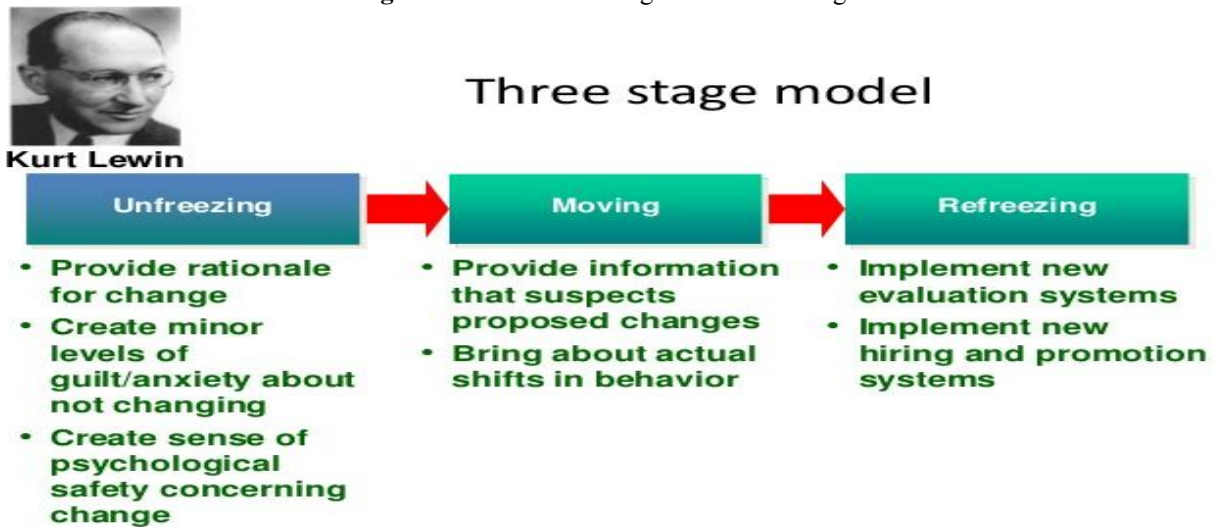 Three stage model
Kurt Lewin
Unfreezing
Moving
Refreezing
• Provide rationale
for change
• Create minor
levels of
guilt/anxiety about
not changing
• Create sense of
psychological
safety concerning
change
• Provide information
that suspects
proposed changes
• Bring about actual
shifts in behavior
• Implement new
evaluation systems
• Implement new
hiring and promotion
systems